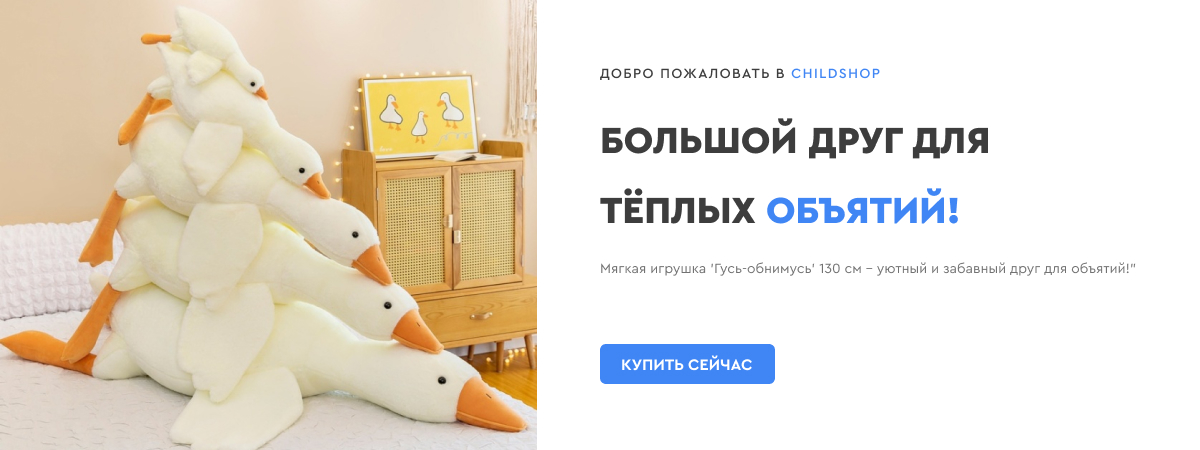 ДОБРО ПОЖАЛОВАТЬ В CHILDSHOP
БОЛЬШОЙ ДРУГ ДЛЯ
ТЁПЛЫХ ОБЪЯТИЙ!
Мягкая игрушка 'Гусь-обнимусь' 130 см – уютный и забавный друг для объятий!"
КУПИТЬ СЕЙЧАС